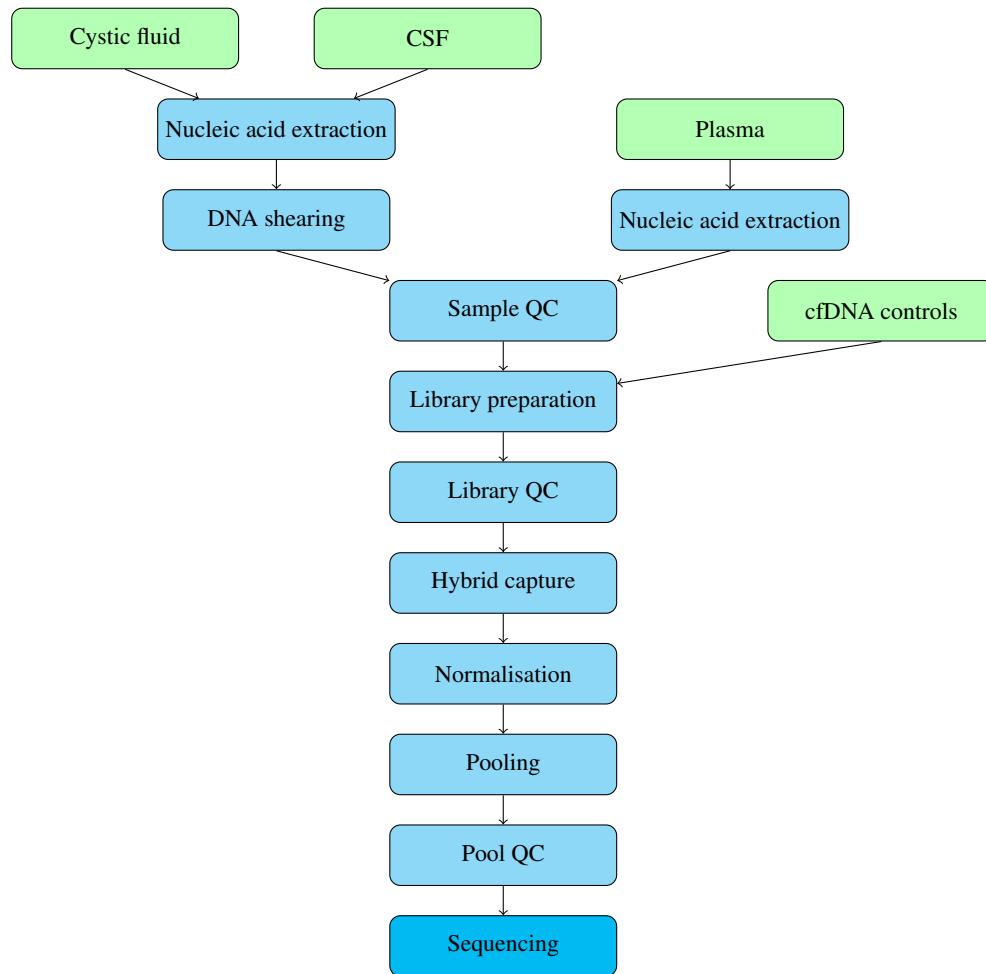 Cystic fluid
CSF
Nucleic acid extraction
Plasma
DNA shearing
Nucleic acid extraction
Sample QC
cfDNA controls
Library preparation
Library QC
Hybrid capture
Normalisation
Pooling
Pool QC
Sequencing